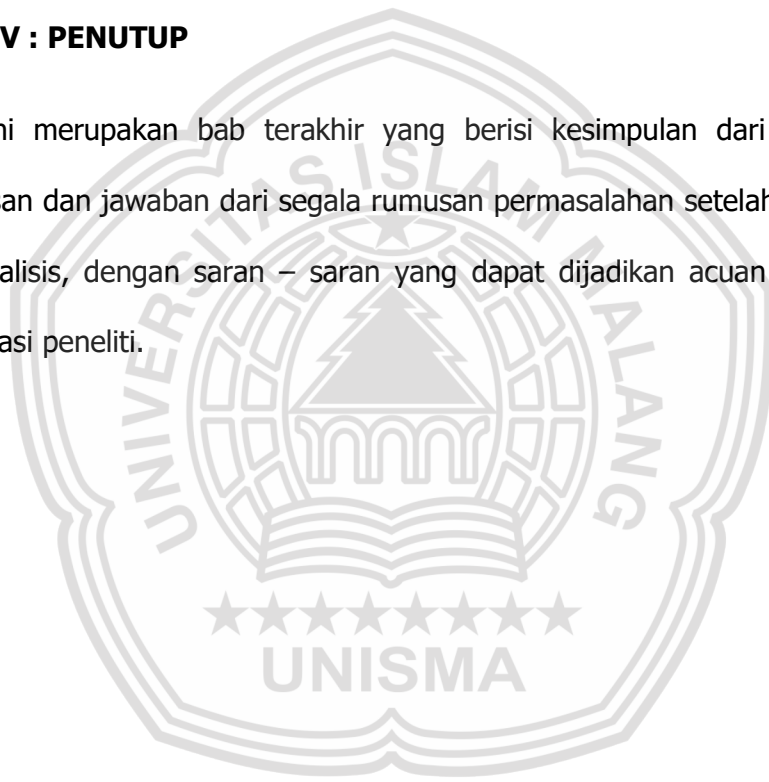 V : PENUTUP
ni merupakan bab terakhir yang berisi kesimpulan dari
san dan jawaban dari segala rumusan permasalahan setelah
alisis, dengan saran – saran yang dapat dijadikan acuan
asi peneliti.
UNIVERSITAS ISLAM MALANG
UNISMA